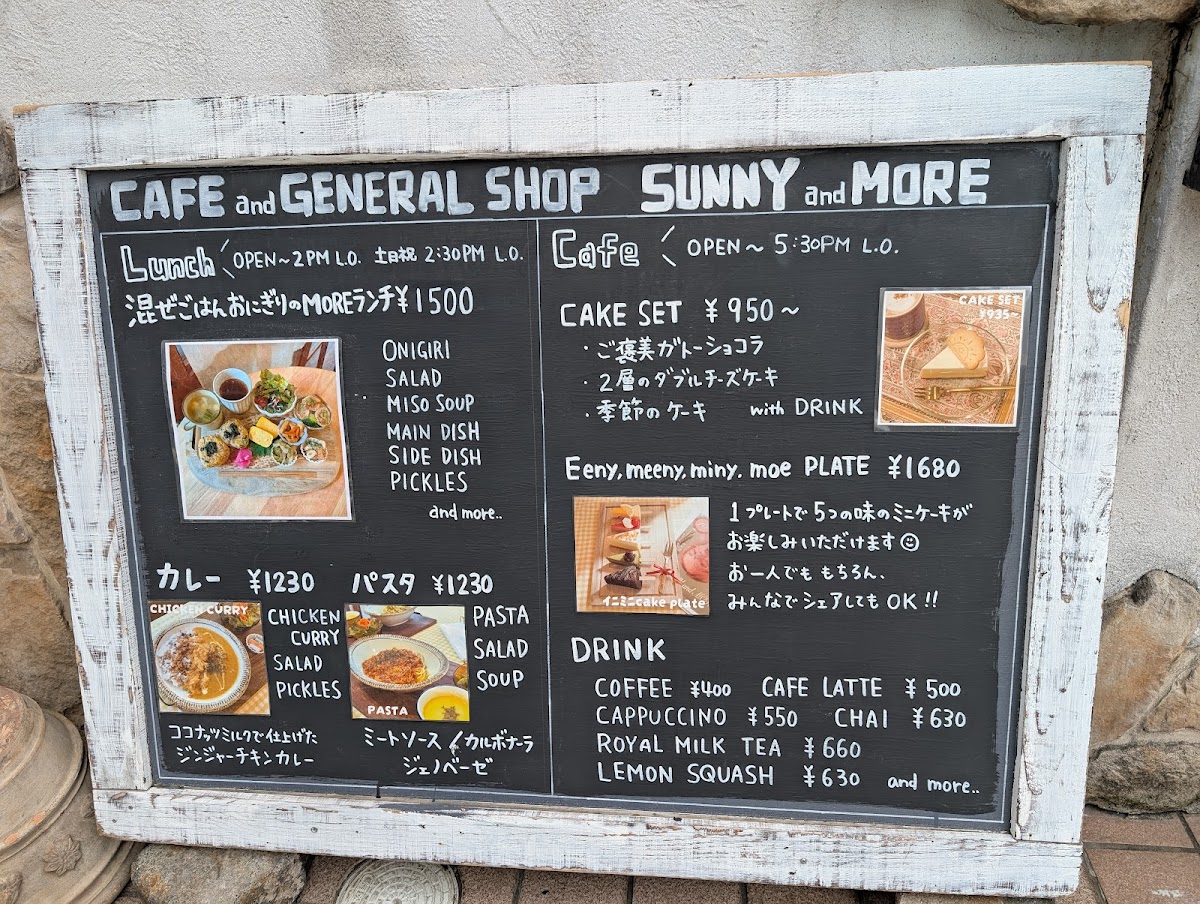 CAFE and GENERAL SHOP SUNNY and MORE
Lunch OPEN~2PM L.O. 土日祝 2:30PM L.O.
混ぜごはんおにぎりのMOREランチ¥1500
ONIGIRI
SALAD
MISO SOUP
MAIN DISH
SIDE DISH
PICKLES
and more..
カレー ¥1230
CHICKEN CURRY
CHICKEN
CURRY
SALAD
PICKLES
ココナッツミルクで仕上げた
ジンジャーチキンカレー
パスタ ¥1230
PASTA
PASTA
SALAD
SOUP
ミートソース/カルボナーラ
ジェノベーゼ
Cafe OPEN~ 5:30PM L.O.
CAKE SET ¥950~
・ご褒美ガトーショコラ
・2層のダブルチーズケーキ
・季節のケーキ with DRINK
CAKE SET
¥935~
Eeny, meeny, miny, moe PLATE ¥1680
イニミニcake plate
1プレートで5つの味のミニケーキが
お楽しみいただけます☺
お一人でももちろん、
みんなでシェアしてもOK!!
DRINK
COFFEE ¥400 CAFE LATTE ¥500
CAPPUCCINO ¥550 CHAI ¥630
ROYAL MILK TEA ¥660
LEMON SQUASH ¥630 and more..